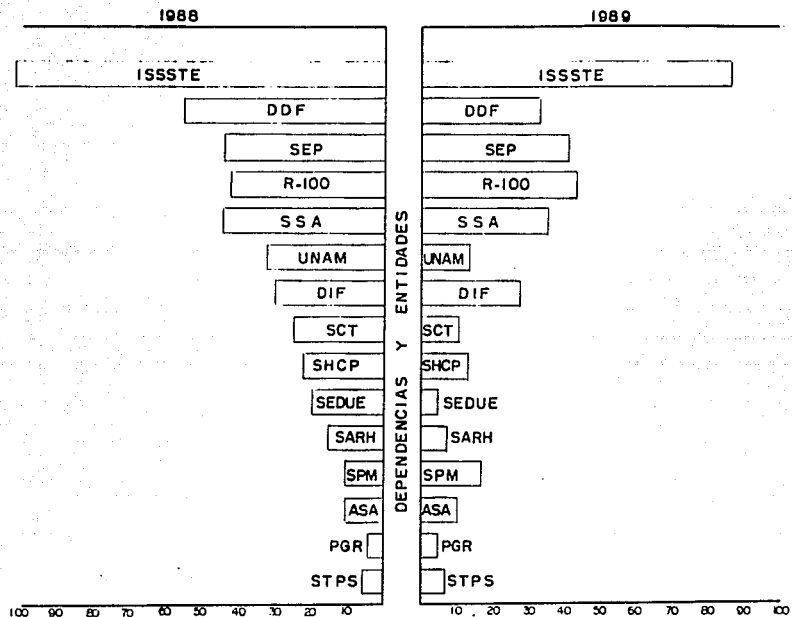 1988 1989
ISSSTE ISSSTE
DDF DDF
SEP SEP
R-100 R-100
SSA SSA
UNAM UNAM
DIF DIF
SCT SCT
SHCP SHCP
SEDUE SEDUE
SARH SARH
SPM SPM
ASA ASA
PGR PGR
STPS STPS
DEPENDENCIAS Y ENTIDADES
100 90 80 70 60 50 40 30 20 10 10 20 30 40 50 60 70 80 90 100